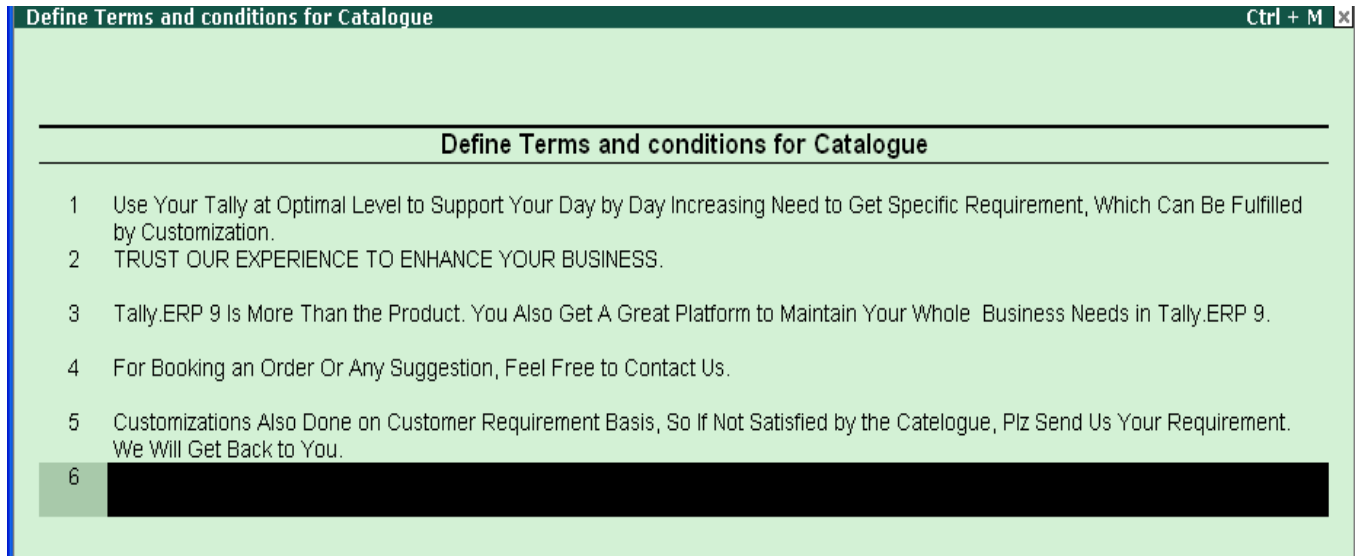 Define Terms and conditions for Catalogue Ctrl + M
Define Terms and conditions for Catalogue
1 Use Your Tally at Optimal Level to Support Your Day by Day Increasing Need to Get Specific Requirement, Which Can Be Fulfilled
by Customization.
2 TRUST OUR EXPERIENCE TO ENHANCE YOUR BUSINESS.
3 Tally.ERP 9 Is More Than the Product. You Also Get A Great Platform to Maintain Your Whole  Business Needs in Tally.ERP 9.
4 For Booking an Order Or Any Suggestion, Feel Free to Contact Us.
5 Customizations Also Done on Customer Requirement Basis, So If Not Satisfied by the Catelogue, Plz Send Us Your Requirement.
We Will Get Back to You.
6